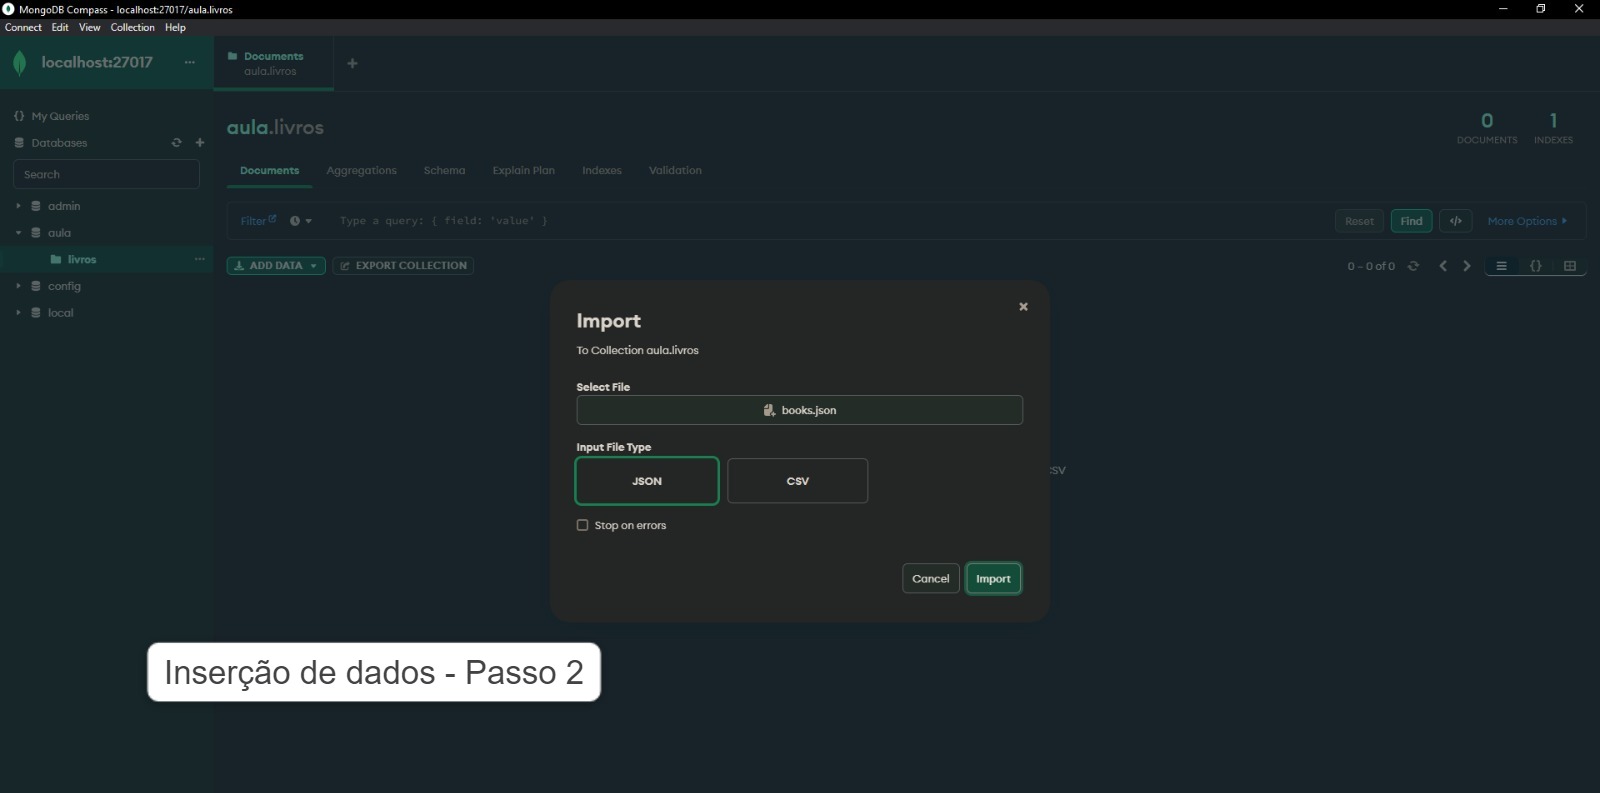 MongoDB Compass - localhost:27017/aula.livros
Connect Edit View Collection Help
localhost:27017 ...
Documents
aula.livros
My Queries
Databases
Search
admin
aula
livros ...
config
local
aula.livros
0
DOCUMENTS
1
INDEXES
Documents Aggregations Schema Explain Plan Indexes Validation
Filter Type a query: { field: 'value' } Reset Find </> More Options
ADD DATA EXPORT COLLECTION 0 – 0 of 0 {}
Import
To Collection aula.livros
Select File
books.json
Input File Type
JSON CSV
CSV
Stop on errors
Cancel Import
Inserção de dados - Passo 2